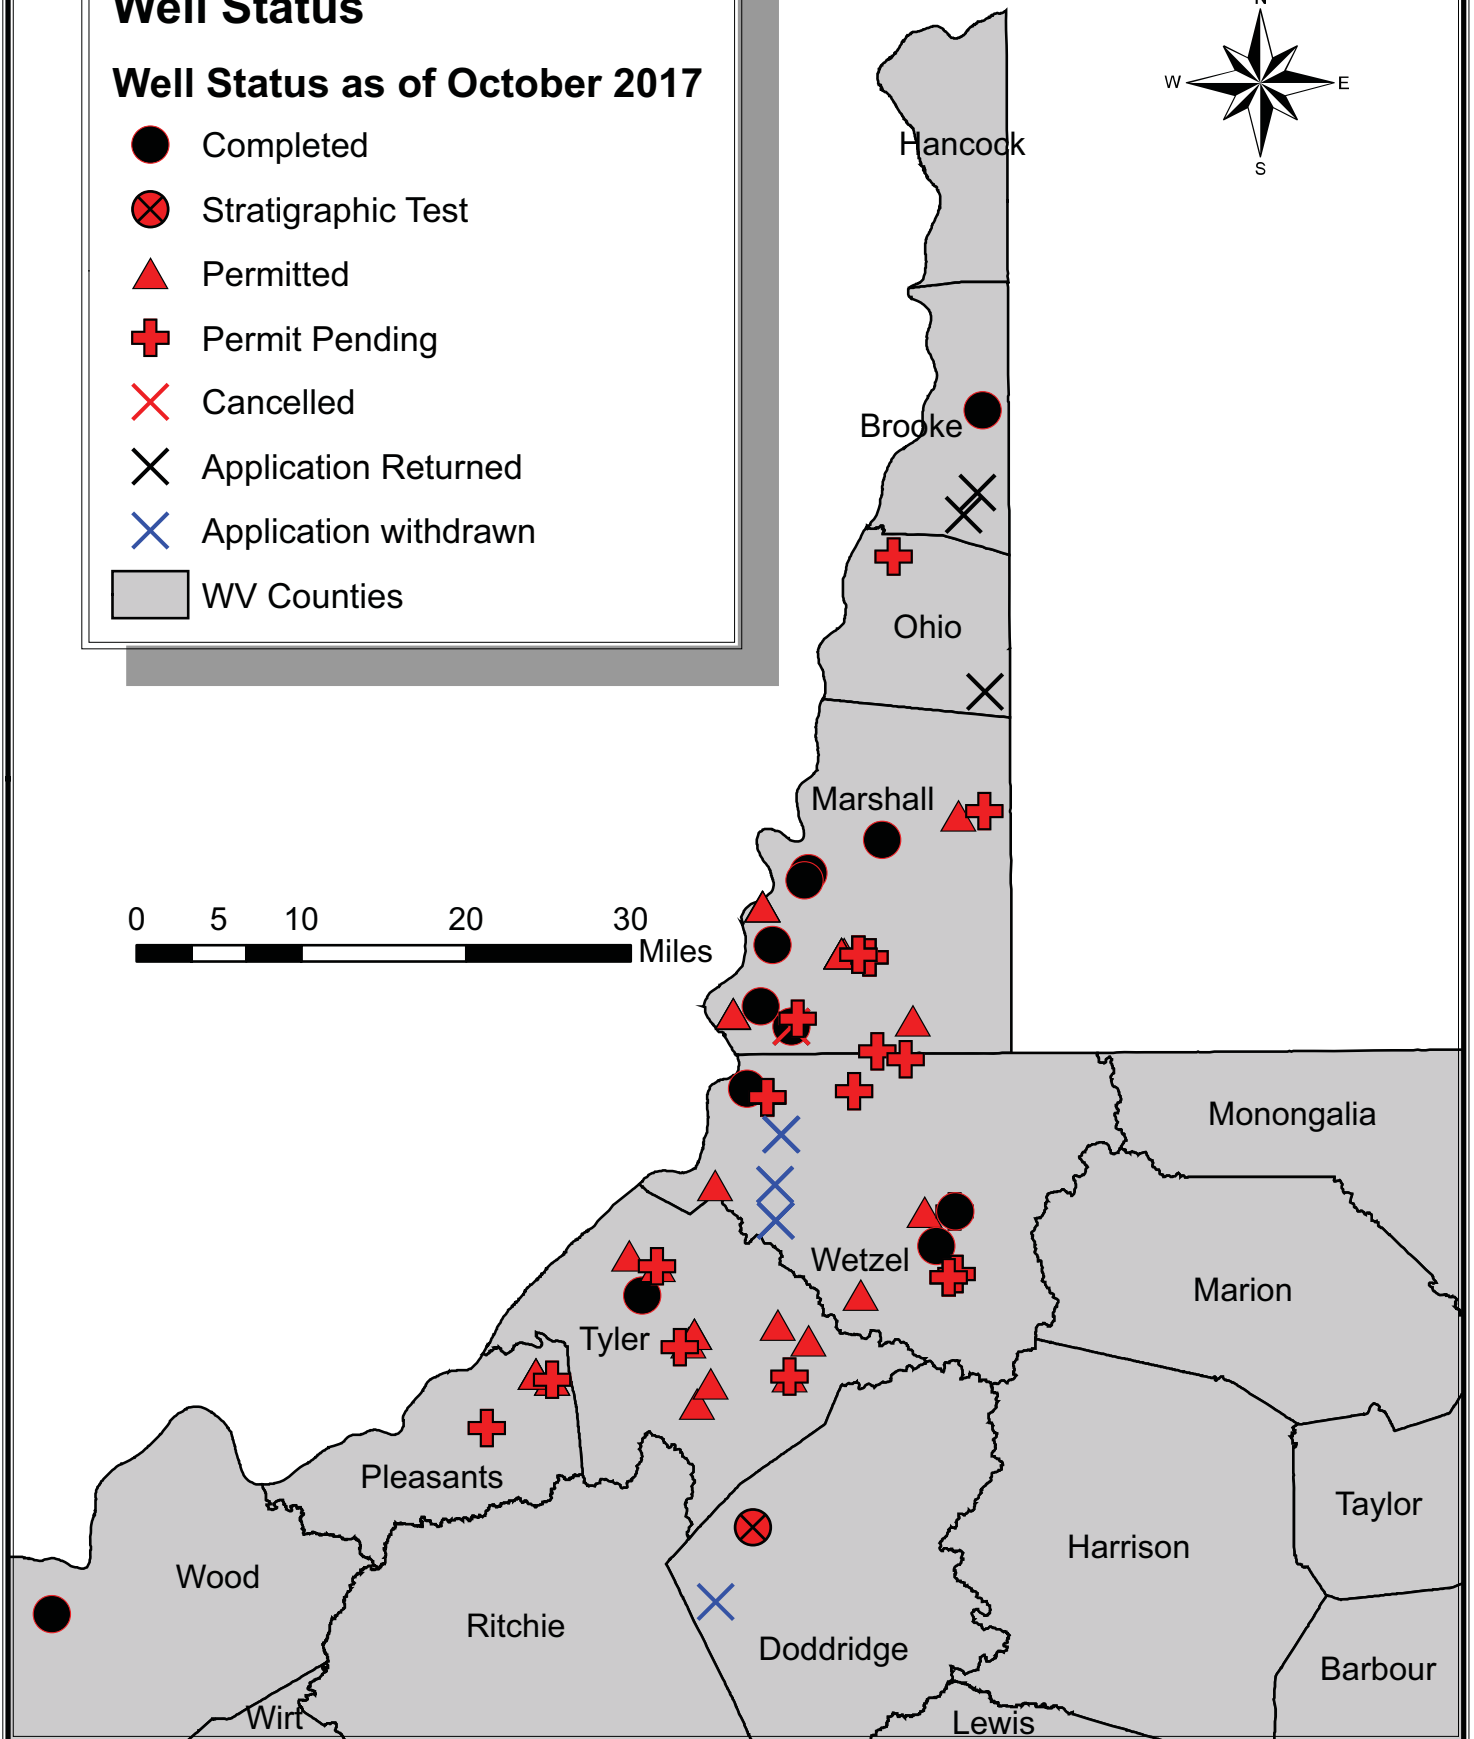 Well Status
Well Status as of October 2017
Completed
Stratigraphic Test
Permitted
Permit Pending
Cancelled
Application Returned
Application withdrawn
WV Counties
N
W
E
S
Hancock
Brooke
Ohio
Marshall
0 5 10 20 30
Miles
Monongalia
Wetzel
Marion
Tyler
Pleasants
Taylor
Harrison
Wood
Ritchie
Doddridge
Barbour
Wirt
Lewis